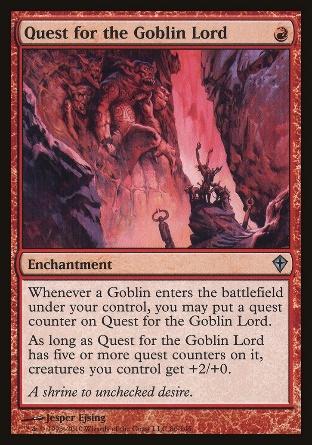 Quest for the Goblin Lord
Enchantment
Whenever a Goblin enters the battlefield
under your control, you may put a quest
counter on Quest for the Goblin Lord.
As long as Quest for the Goblin Lord
has five or more quest counters on it,
creatures you control get +2/+0.
A shrine to unchecked desire.
Jesper Ejsing